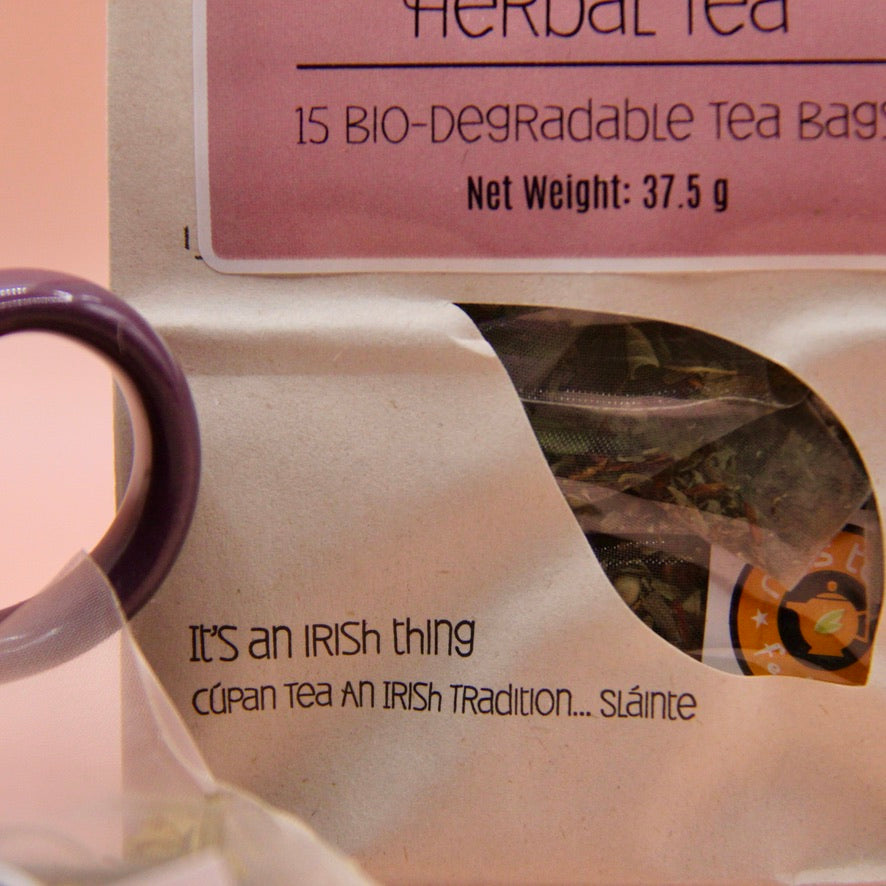 Herbal Tea
15 Bio-Degradable Tea Bags
Net Weight: 37.5 g
It's an Irish thing
Cúpan Tea an Irish Tradition... Sláinte